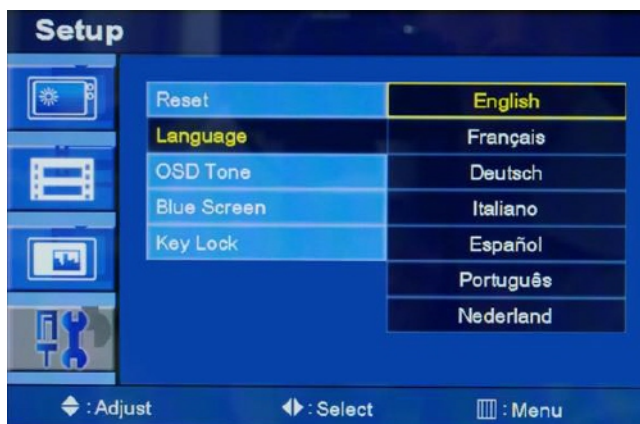 Setup
Reset
English
Language
Français
OSD Tone
Deutsch
Blue Screen
Italiano
Key Lock
Español
Português
Nederland
: Adjust
: Select
: Menu